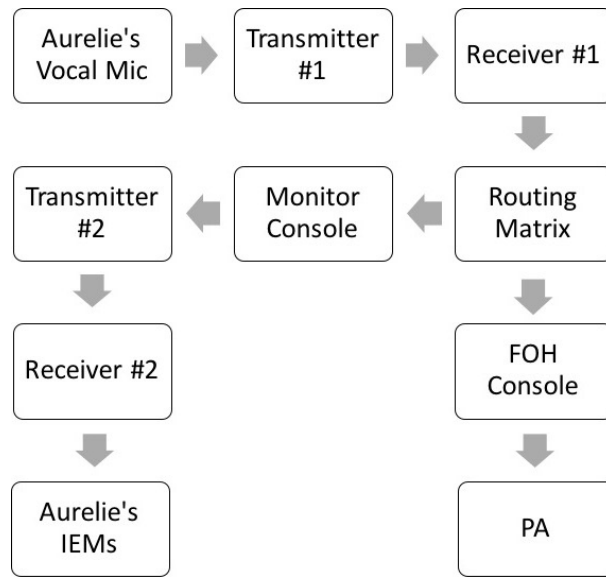 Aurelie's
Vocal Mic
Transmitter
#1
Receiver #1
Transmitter
#2
Monitor
Console
Routing
Matrix
Receiver #2
FOH
Console
Aurelie's
IEMs
PA